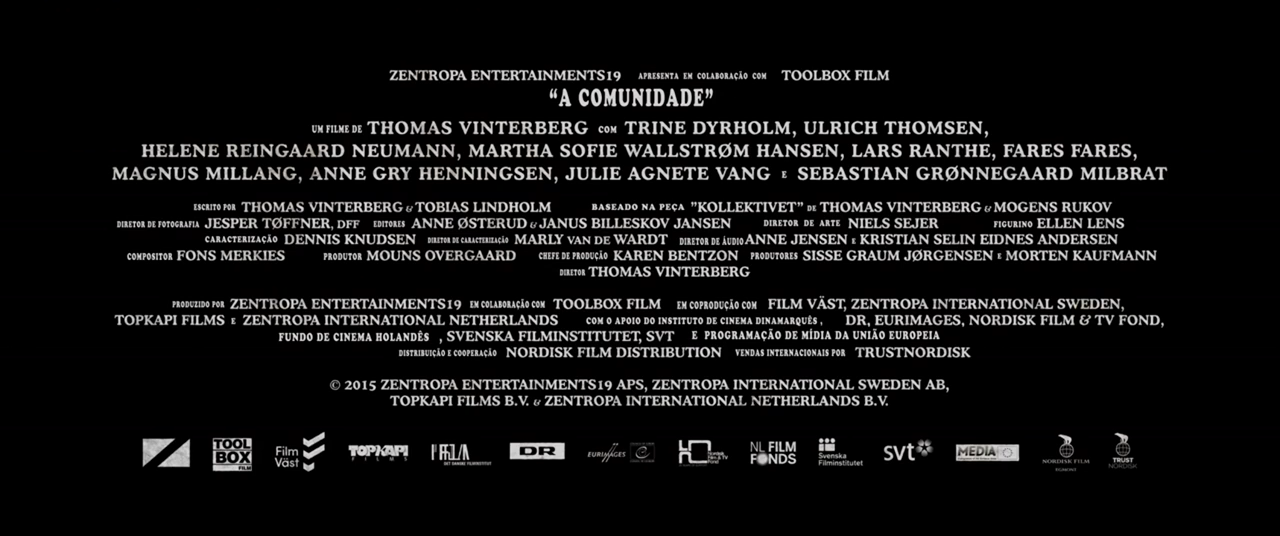 ZENTROPA ENTERTAINMENTS19 APRESENTA EM COLABORAÇÃO COM TOOLBOX FILM
“A COMUNIDADE”
UM FILME DE THOMAS VINTERBERG COM TRINE DYRHOLM, ULRICH THOMSEN,
HELENE REINGAARD NEUMANN, MARTHA SOFIE WALLSTRØM HANSEN, LARS RANTHE, FARES FARES,
MAGNUS MILLANG, ANNE GRY HENNINGSEN, JULIE AGNETE VANG E SEBASTIAN GRØNNEGAARD MILBRAT
ESCRITO POR THOMAS VINTERBERG & TOBIAS LINDHOLM BASEADO NA PEÇA "KOLLEKTIVET" DE THOMAS VINTERBERG & MOGENS RUKOV
DIRETOR DE FOTOGRAFIA JESPER TØFFNER, DFF EDITORES ANNE ØSTERUD & JANUS BILLESKOV JANSEN DIRETOR DE ARTE NIELS SEJER FIGURINO ELLEN LENS
CARACTERIZAÇÃO DENNIS KNUDSEN DIRETOR DE CARACTERIZAÇÃO MARLY VAN DE WARDT DIRETOR DE ÁUDIO ANNE JENSEN E KRISTIAN SELIN EIDNES ANDERSEN
COMPOSITOR FONS MERKIES PRODUTOR MOUNS OVERGAARD CHEFE DE PRODUÇÃO KAREN BENTZON PRODUTORES SISSE GRAUM JØRGENSEN E MORTEN KAUFMANN
DIRETOR THOMAS VINTERBERG
PRODUZIDO POR ZENTROPA ENTERTAINMENTS19 EM COLABORAÇÃO COM TOOLBOX FILM EM COPRODUÇÃO COM FILM VÄST, ZENTROPA INTERNATIONAL SWEDEN,
TOPKAPI FILMS E ZENTROPA INTERNATIONAL NETHERLANDS COM O APOIO DO INSTITUTO DE CINEMA DINAMARQUÊS, DR, EURIMAGES, NORDISK FILM & TV FOND,
FUNDO DE CINEMA HOLANDÊS , SVENSKA FILMINSTITUTET, SVT E PROGRAMAÇÃO DE MÍDIA DA UNIÃO EUROPEIA
DISTRIBUIÇÃO E COOPERAÇÃO NORDISK FILM DISTRIBUTION VENDAS INTERNACIONAIS POR TRUSTNORDISK
© 2015 ZENTROPA ENTERTAINMENTS19 APS, ZENTROPA INTERNATIONAL SWEDEN AB,
TOPKAPI FILMS B.V. & ZENTROPA INTERNATIONAL NETHERLANDS B.V.
TOOL BOX FILM Film Väst TOPKAPI FILMS DET DANSKE FILMINSTITUT DR EURIMAGES Nordisk Film & TV Fond NL FILM FONDS Svenska Filminstitutet svt MEDIA NORDISK FILM EGMONT TRUST NORDISK